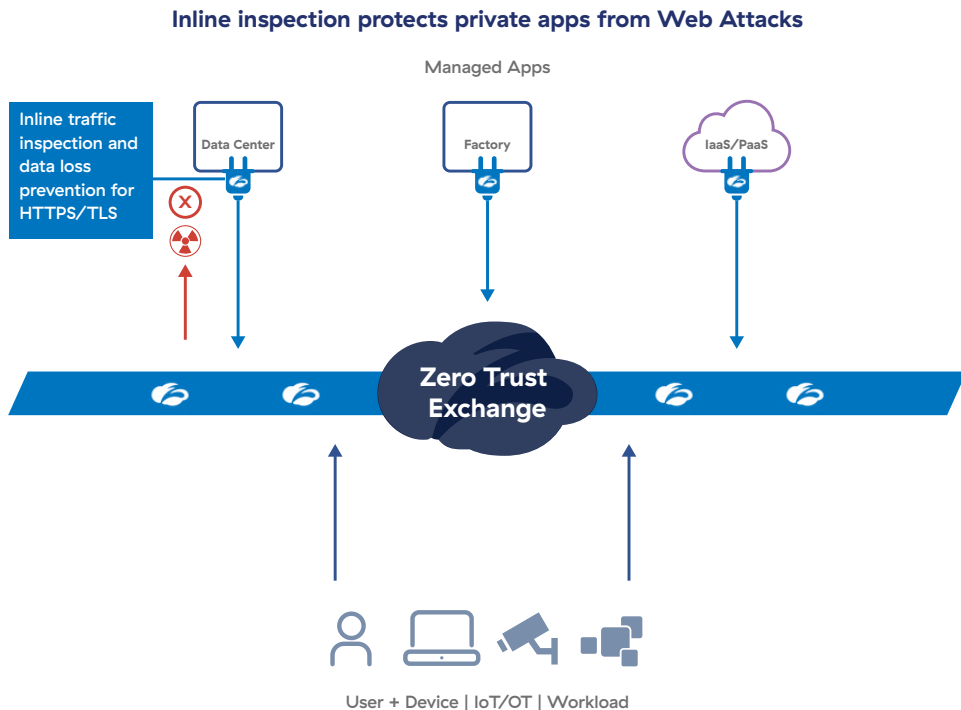 Inline inspection protects private apps from Web Attacks
Managed Apps
Inline traffic
inspection and
data loss
prevention for
HTTPS/TLS
Data Center
Factory
IaaS/PaaS
X
Zero Trust
Exchange
User + Device | IoT/OT | Workload